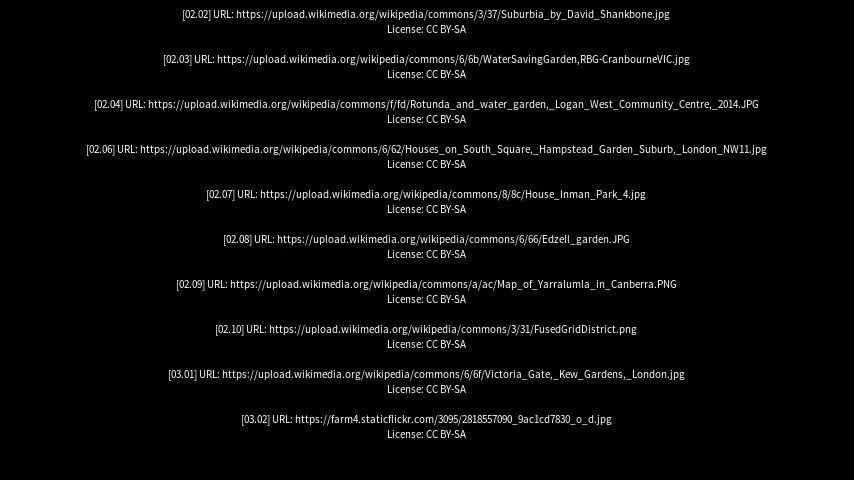 [02.02] URL: https://upload.wikimedia.org/wikipedia/commons/3/37/Suburbia_by_David_Shankbone.jpg
License: CC BY-SA
[02.03] URL: https://upload.wikimedia.org/wikipedia/commons/6/6b/WaterSavingGarden,RBG-CranbourneVIC.jpg
License: CC BY-SA
[02.04] URL: https://upload.wikimedia.org/wikipedia/commons/f/fd/Rotunda_and_water_garden,_Logan_West_Community_Centre,_2014.JPG
License: CC BY-SA
[02.06] URL: https://upload.wikimedia.org/wikipedia/commons/6/62/Houses_on_South_Square,_Hampstead_Garden_Suburb,_London_NW11.jpg
License: CC BY-SA
[02.07] URL: https://upload.wikimedia.org/wikipedia/commons/8/8c/House_Inman_Park_4.jpg
License: CC BY-SA
[02.08] URL: https://upload.wikimedia.org/wikipedia/commons/6/66/Edzell_garden.JPG
License: CC BY-SA
[02.09] URL: https://upload.wikimedia.org/wikipedia/commons/a/ac/Map_of_Yarralumla_in_Canberra.PNG
License: CC BY-SA
[02.10] URL: https://upload.wikimedia.org/wikipedia/commons/3/31/FusedGridDistrict.png
License: CC BY-SA
[03.01] URL: https://upload.wikimedia.org/wikipedia/commons/6/6f/Victoria_Gate,_Kew_Gardens,_London.jpg
License: CC BY-SA
[03.02] URL: https://farm4.staticflickr.com/3095/2818557090_9ac1cd7830_o_d.jpg
License: CC BY-SA